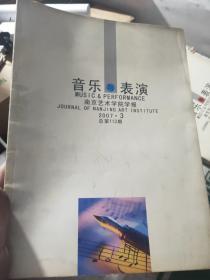 音乐与表演
MUSIC & PERFORMANCE
南京艺术学院学报
JOURNAL OF NANJING ART INSTITUTE
2007·3
总第113期